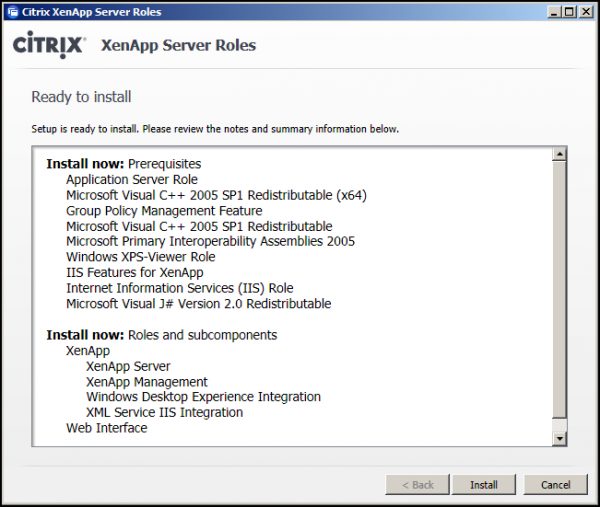 Citrix XenApp Server Roles
CİTRIX® XenApp Server Roles
Ready to install
Setup is ready to install. Please review the notes and summary information below.
Install now: Prerequisites
Application Server Role
Microsoft Visual C++ 2005 SP1 Redistributable (x64)
Group Policy Management Feature
Microsoft Visual C++ 2005 SP1 Redistributable
Microsoft Primary Interoperability Assemblies 2005
Windows XPS-Viewer Role
IIS Features for XenApp
Internet Information Services (IIS) Role
Microsoft Visual J# Version 2.0 Redistributable
Install now: Roles and subcomponents
XenApp
XenApp Server
XenApp Management
Windows Desktop Experience Integration
XML Service IIS Integration
Web Interface
< Back Install Cancel